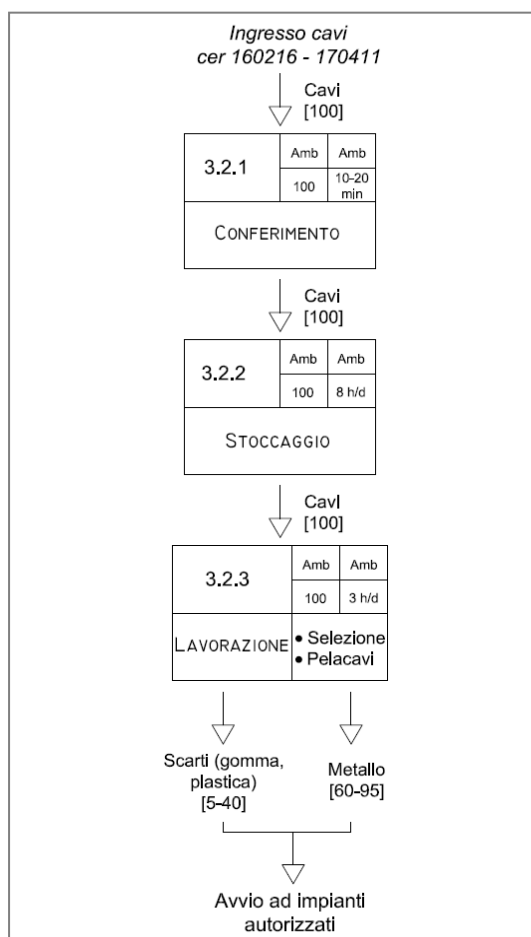 Ingresso cavi
cer 160216 - 170411
Cavi
[100]
3.2.1
Amb
Amb
100
10-20
min
CONFERIMENTO
Cavi
[100]
3.2.2
Amb
Amb
100
8 h/d
STOCCAGGIO
CavI
[100]
3.2.3
Amb
Amb
100
3 h/d
LAVORAZIONE
• Selezione
• Pelacavi
Scarti (gomma,
plastica)
[5-40]
Metallo
[60-95]
Avvio ad impianti
autorizzati